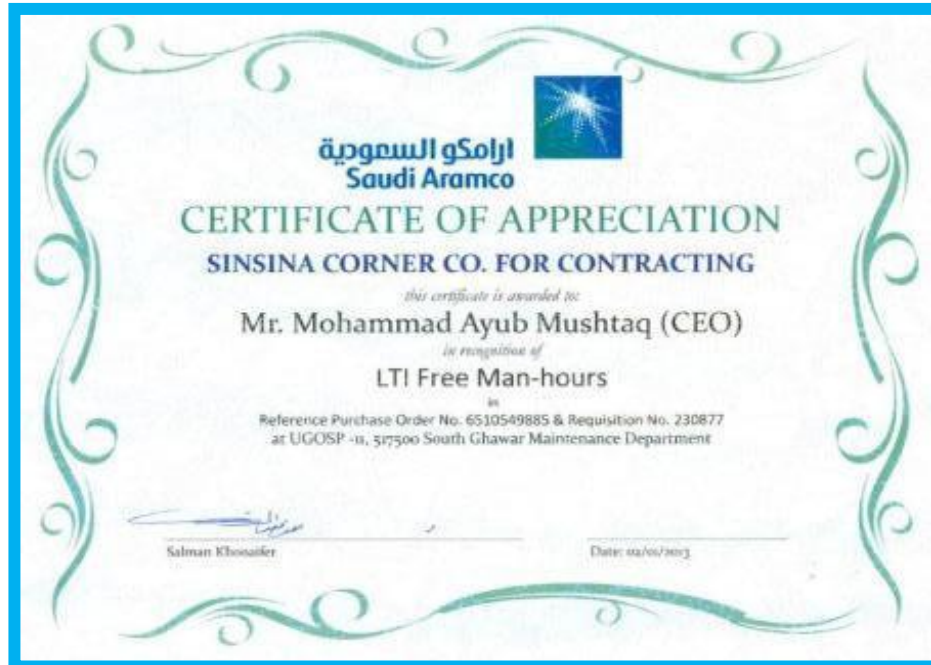 ارامكو السعودية
Saudi Aramco
CERTIFICATE OF APPRECIATION
SINSINA CORNER CO. FOR CONTRACTING
this certificate is awarded to:
Mr. Mohammad Ayub Mushtaq (CEO)
in recognition of
LTI Free Man-hours
in
Reference Purchase Order No. 6510549885 & Requisition No. 230877
at UGOSP -11, 517500 South Ghawar Maintenance Department
Salman Khonaifer
Date: 02/01/2013